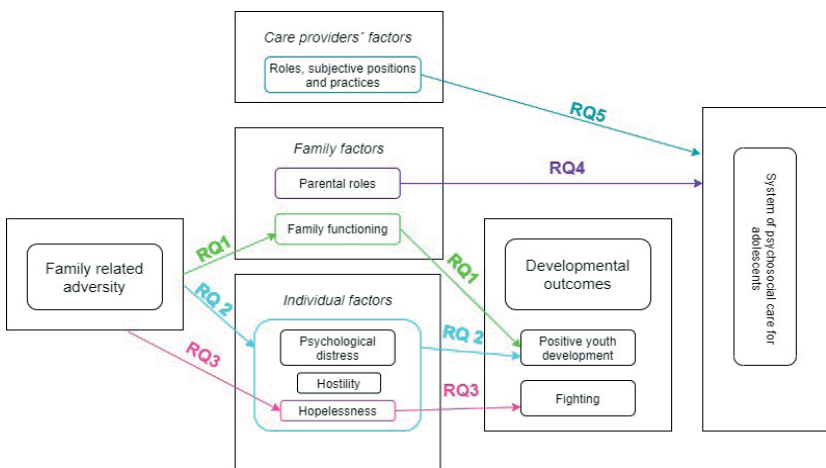 Care providers´ factors
Roles, subjective positions
and practices
RQ5
Family factors
Parental roles
RQ4
Family functioning
RQ1
RQ1
Family related
adversity
Developmental
outcomes
System of psychosocial care for
adolescents
Individual factors
RQ 2
RQ 2
Psychological
distress
Positive youth
development
Hostility
RQ3
Hopelessness
RQ3
Fighting